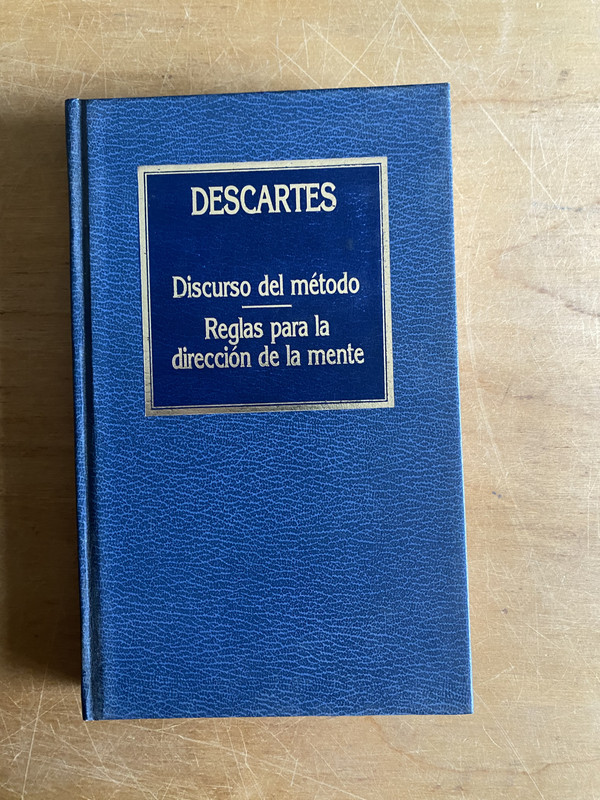 DESCARTES
Discurso del método
Reglas para la
dirección de la mente